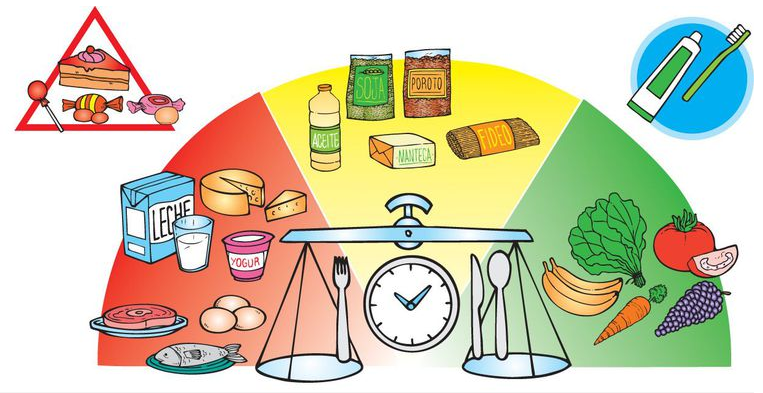 SOJA
POROTO
ACEITE
MANTECA
FIDEO
LECHE
YOGUR